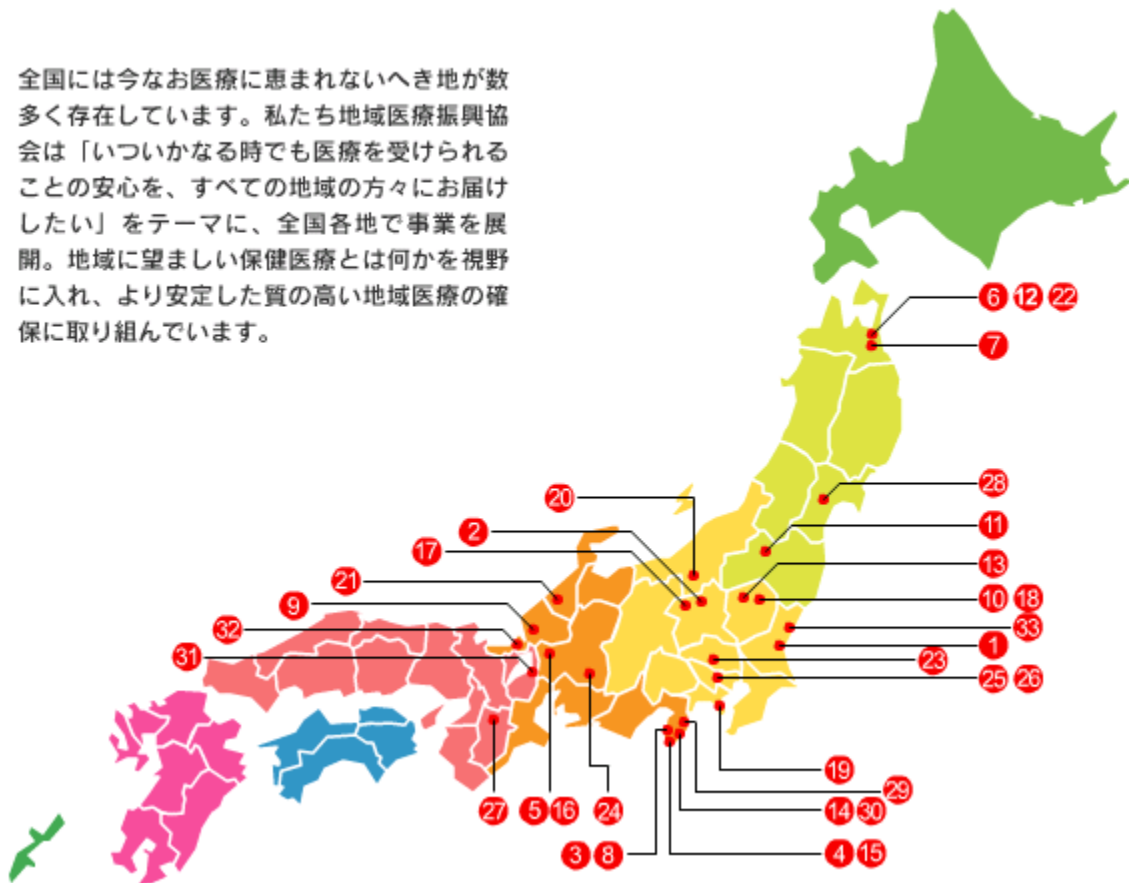 全国には今なお医療に恵まれないへき地が数
多く存在しています。私たち地域医療振興協
会は「いついかなる時でも医療を受けられる
ことの安心を、すべての地域の方々にお届け
したい」をテーマに、全国各地で事業を展
開。地域に望ましい保健医療とは何かを視野
に入れ、より安定した質の高い地域医療の確
保に取り組んでいます。
6 12 22
7
28
20
2
11
17
13
21
10 18
9
33
32
1
31
23
25 26
19
29
27
5 16
24
14 30
3 8
4 15